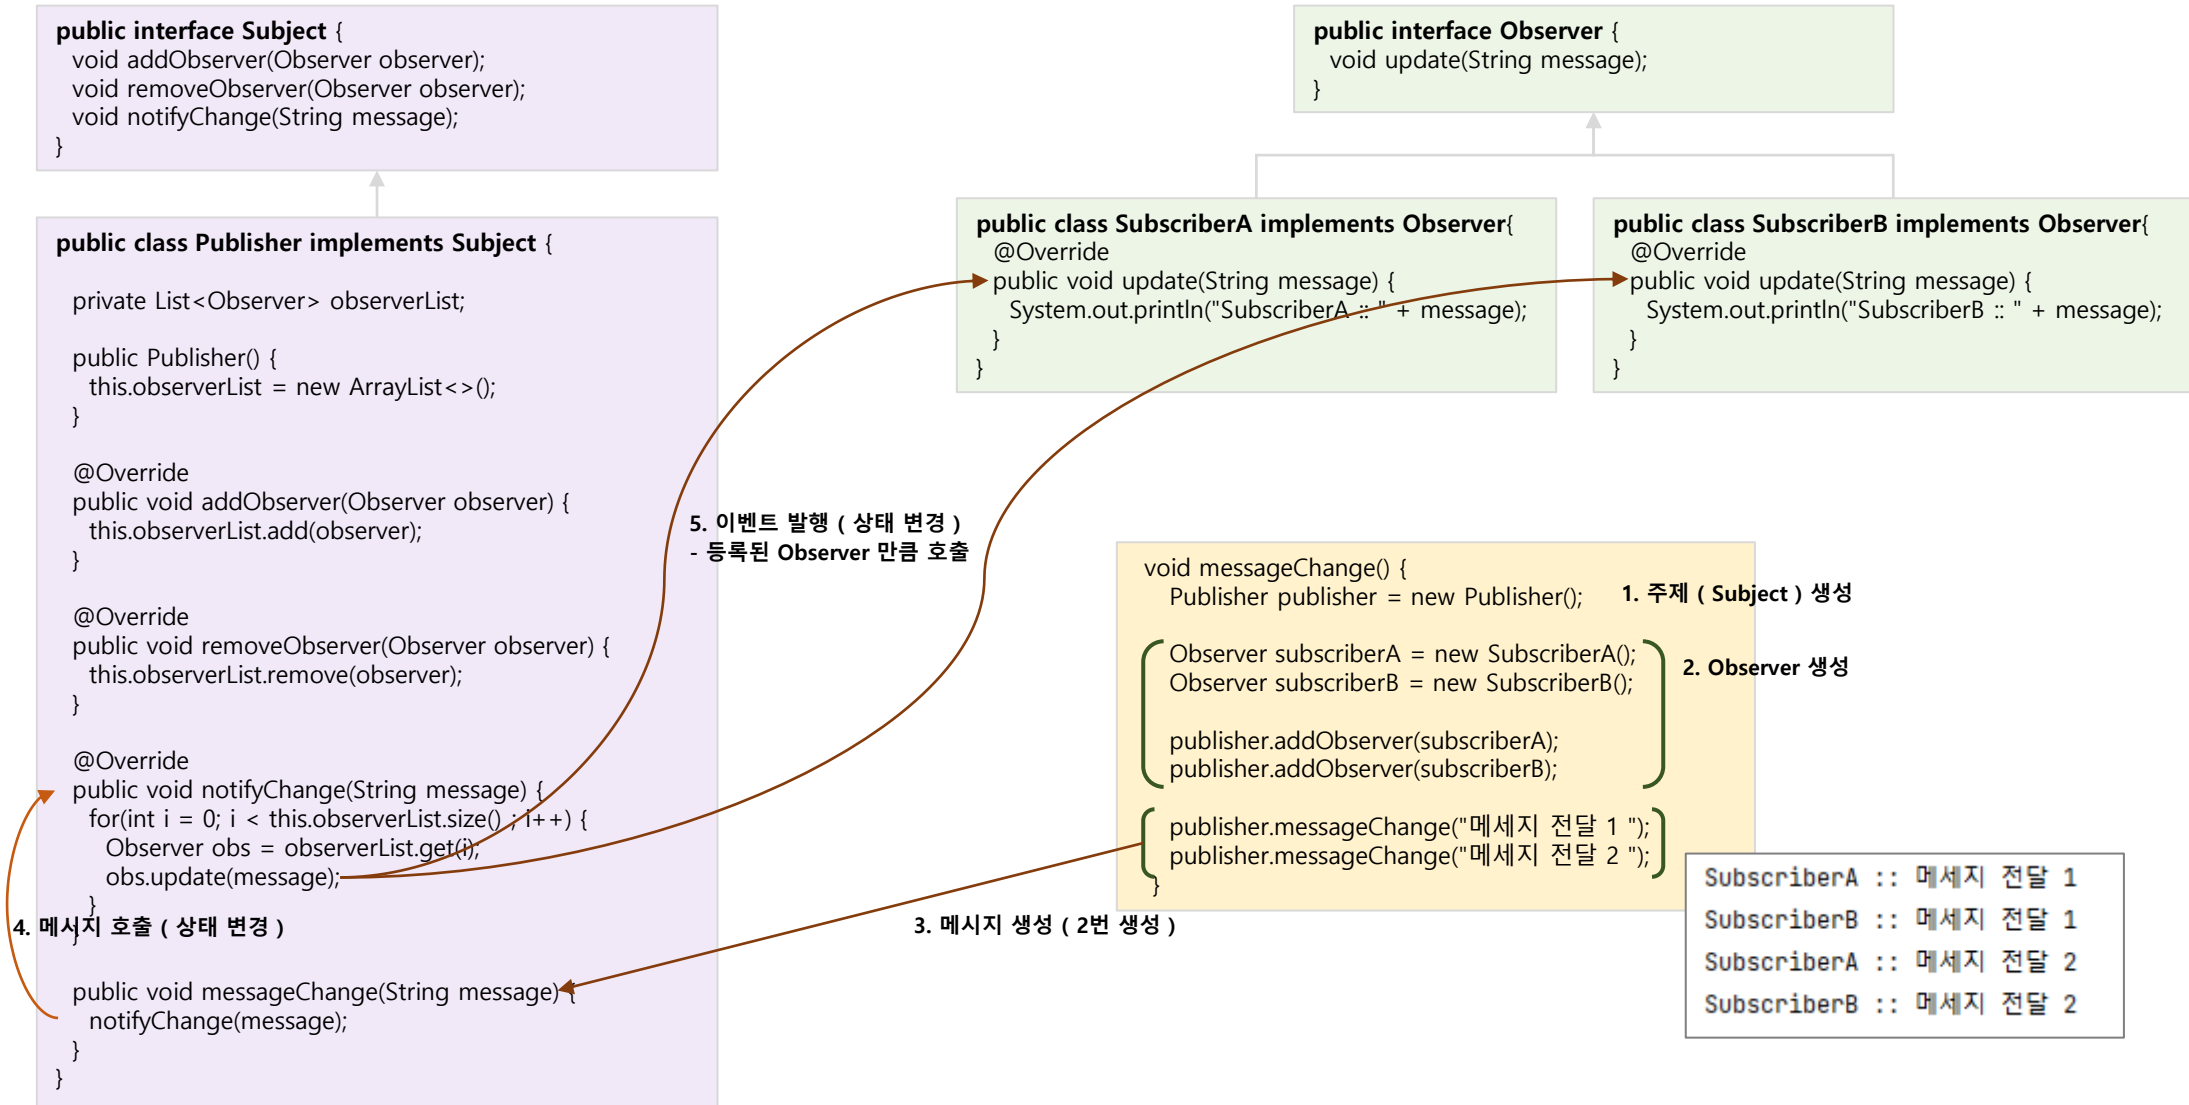 public interface Subject {
void addObserver(Observer observer);
void removeObserver(Observer observer);
void notifyChange(String message);
}
public class Publisher implements Subject {
private List<Observer> observerList;
public Publisher() {
this.observerList = new ArrayList<>();
}
@Override
public void addObserver(Observer observer) {
this.observerList.add(observer);
}
@Override
public void removeObserver(Observer observer) {
this.observerList.remove(observer);
}
@Override
public void notifyChange(String message) {
for(int i = 0; i < this.observerList.size() ; i++) {
Observer obs = observerList.get(i);
obs.update(message);
}
}
public void messageChange(String message) {
notifyChange(message);
}
}
4. 메시지 호출 ( 상태 변경 )
5. 이벤트 발행 ( 상태 변경 )
- 등록된 Observer 만큼 호출
3. 메시지 생성 ( 2번 생성 )
public interface Observer {
void update(String message);
}
public class SubscriberA implements Observer{
@Override
public void update(String message) {
System.out.println("SubscriberA :: " + message);
}
}
public class SubscriberB implements Observer{
@Override
public void update(String message) {
System.out.println("SubscriberB :: " + message);
}
}
void messageChange() {
Publisher publisher = new Publisher();
Observer subscriberA = new SubscriberA();
Observer subscriberB = new SubscriberB();
publisher.addObserver(subscriberA);
publisher.addObserver(subscriberB);
publisher.messageChange("메세지 전달 1 ");
publisher.messageChange("메세지 전달 2 ");
}
1. 주제 ( Subject ) 생성
2. Observer 생성
SubscriberA :: 메세지 전달 1
SubscriberB :: 메세지 전달 1
SubscriberA :: 메세지 전달 2
SubscriberB :: 메세지 전달 2